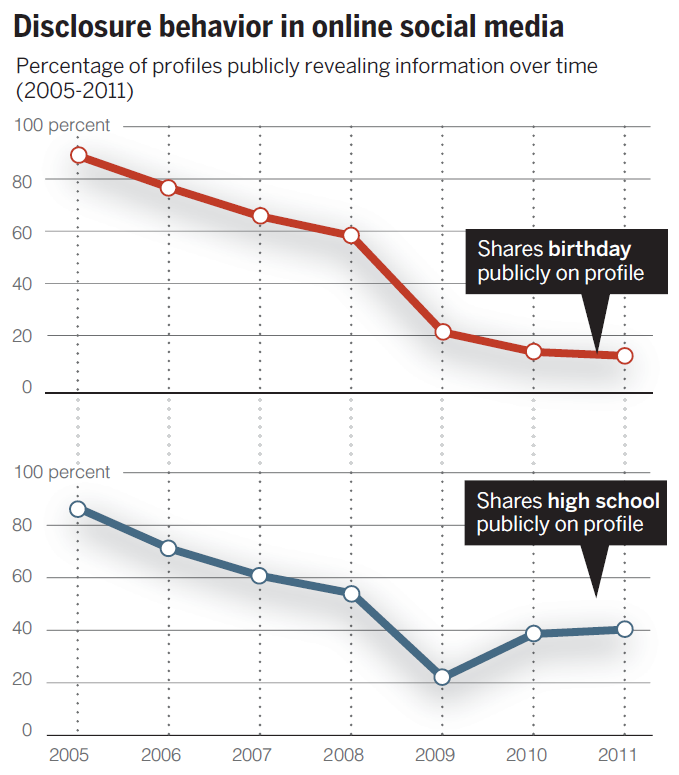 Disclosure behavior in online social media
Percentage of profiles publicly revealing information over time
(2005-2011)
100 percent
80
60
40
20
0
Shares birthday
publicly on profile
100 percent
80
60
40
20
0
Shares high school
publicly on profile
2005 2006 2007 2008 2009 2010 2011